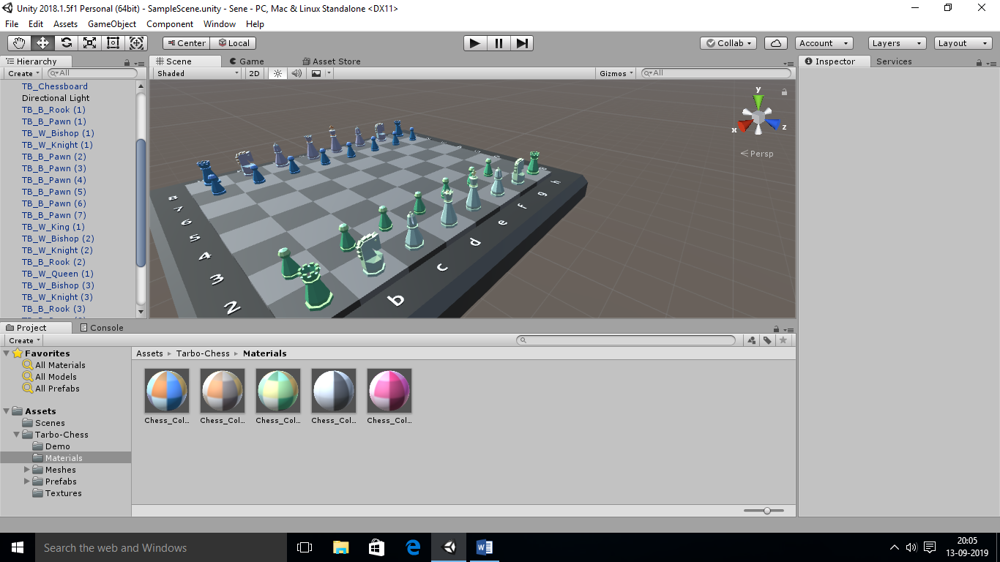 Unity 2018.1.5f1 Personal (64bit) - SampleScene.unity - Sene - PC, Mac & Linux Standalone <DX11>
File Edit Assets GameObject Component Window Help
Center Local Collab Account Layers Layout
Hierarchy Scene Game Asset Store Inspector Services
Create All Shaded 2D Gizmos All
TB_Chessboard
Directional Light
TB_B_Rook (1)
TB_B_Pawn (1)
TB_W_Bishop (1)
TB_W_Knight (1)
TB_B_Pawn (2)
TB_B_Pawn (3)
TB_B_Pawn (4)
TB_B_Pawn (5)
TB_B_Pawn (6)
TB_B_Pawn (7)
TB_W_King (1)
TB_W_Bishop (2)
TB_W_Knight (2)
TB_B_Rook (2)
TB_W_Queen (1)
TB_W_Bishop (3)
TB_W_Knight (3)
TB_B_Rook (3)
y
x z
Persp
8
7
6
5
4
3
2
b c d e f g h
Project Console
Create
Favorites
All Materials
All Models
All Prefabs
Assets
Scenes
Tarbo-Chess
Demo
Materials
Meshes
Prefabs
Textures
Assets Tarbo-Chess Materials
Chess_Col... Chess_Col... Chess_Col... Chess_Col... Chess_Col...
Search the web and Windows
20:05
13-09-2019